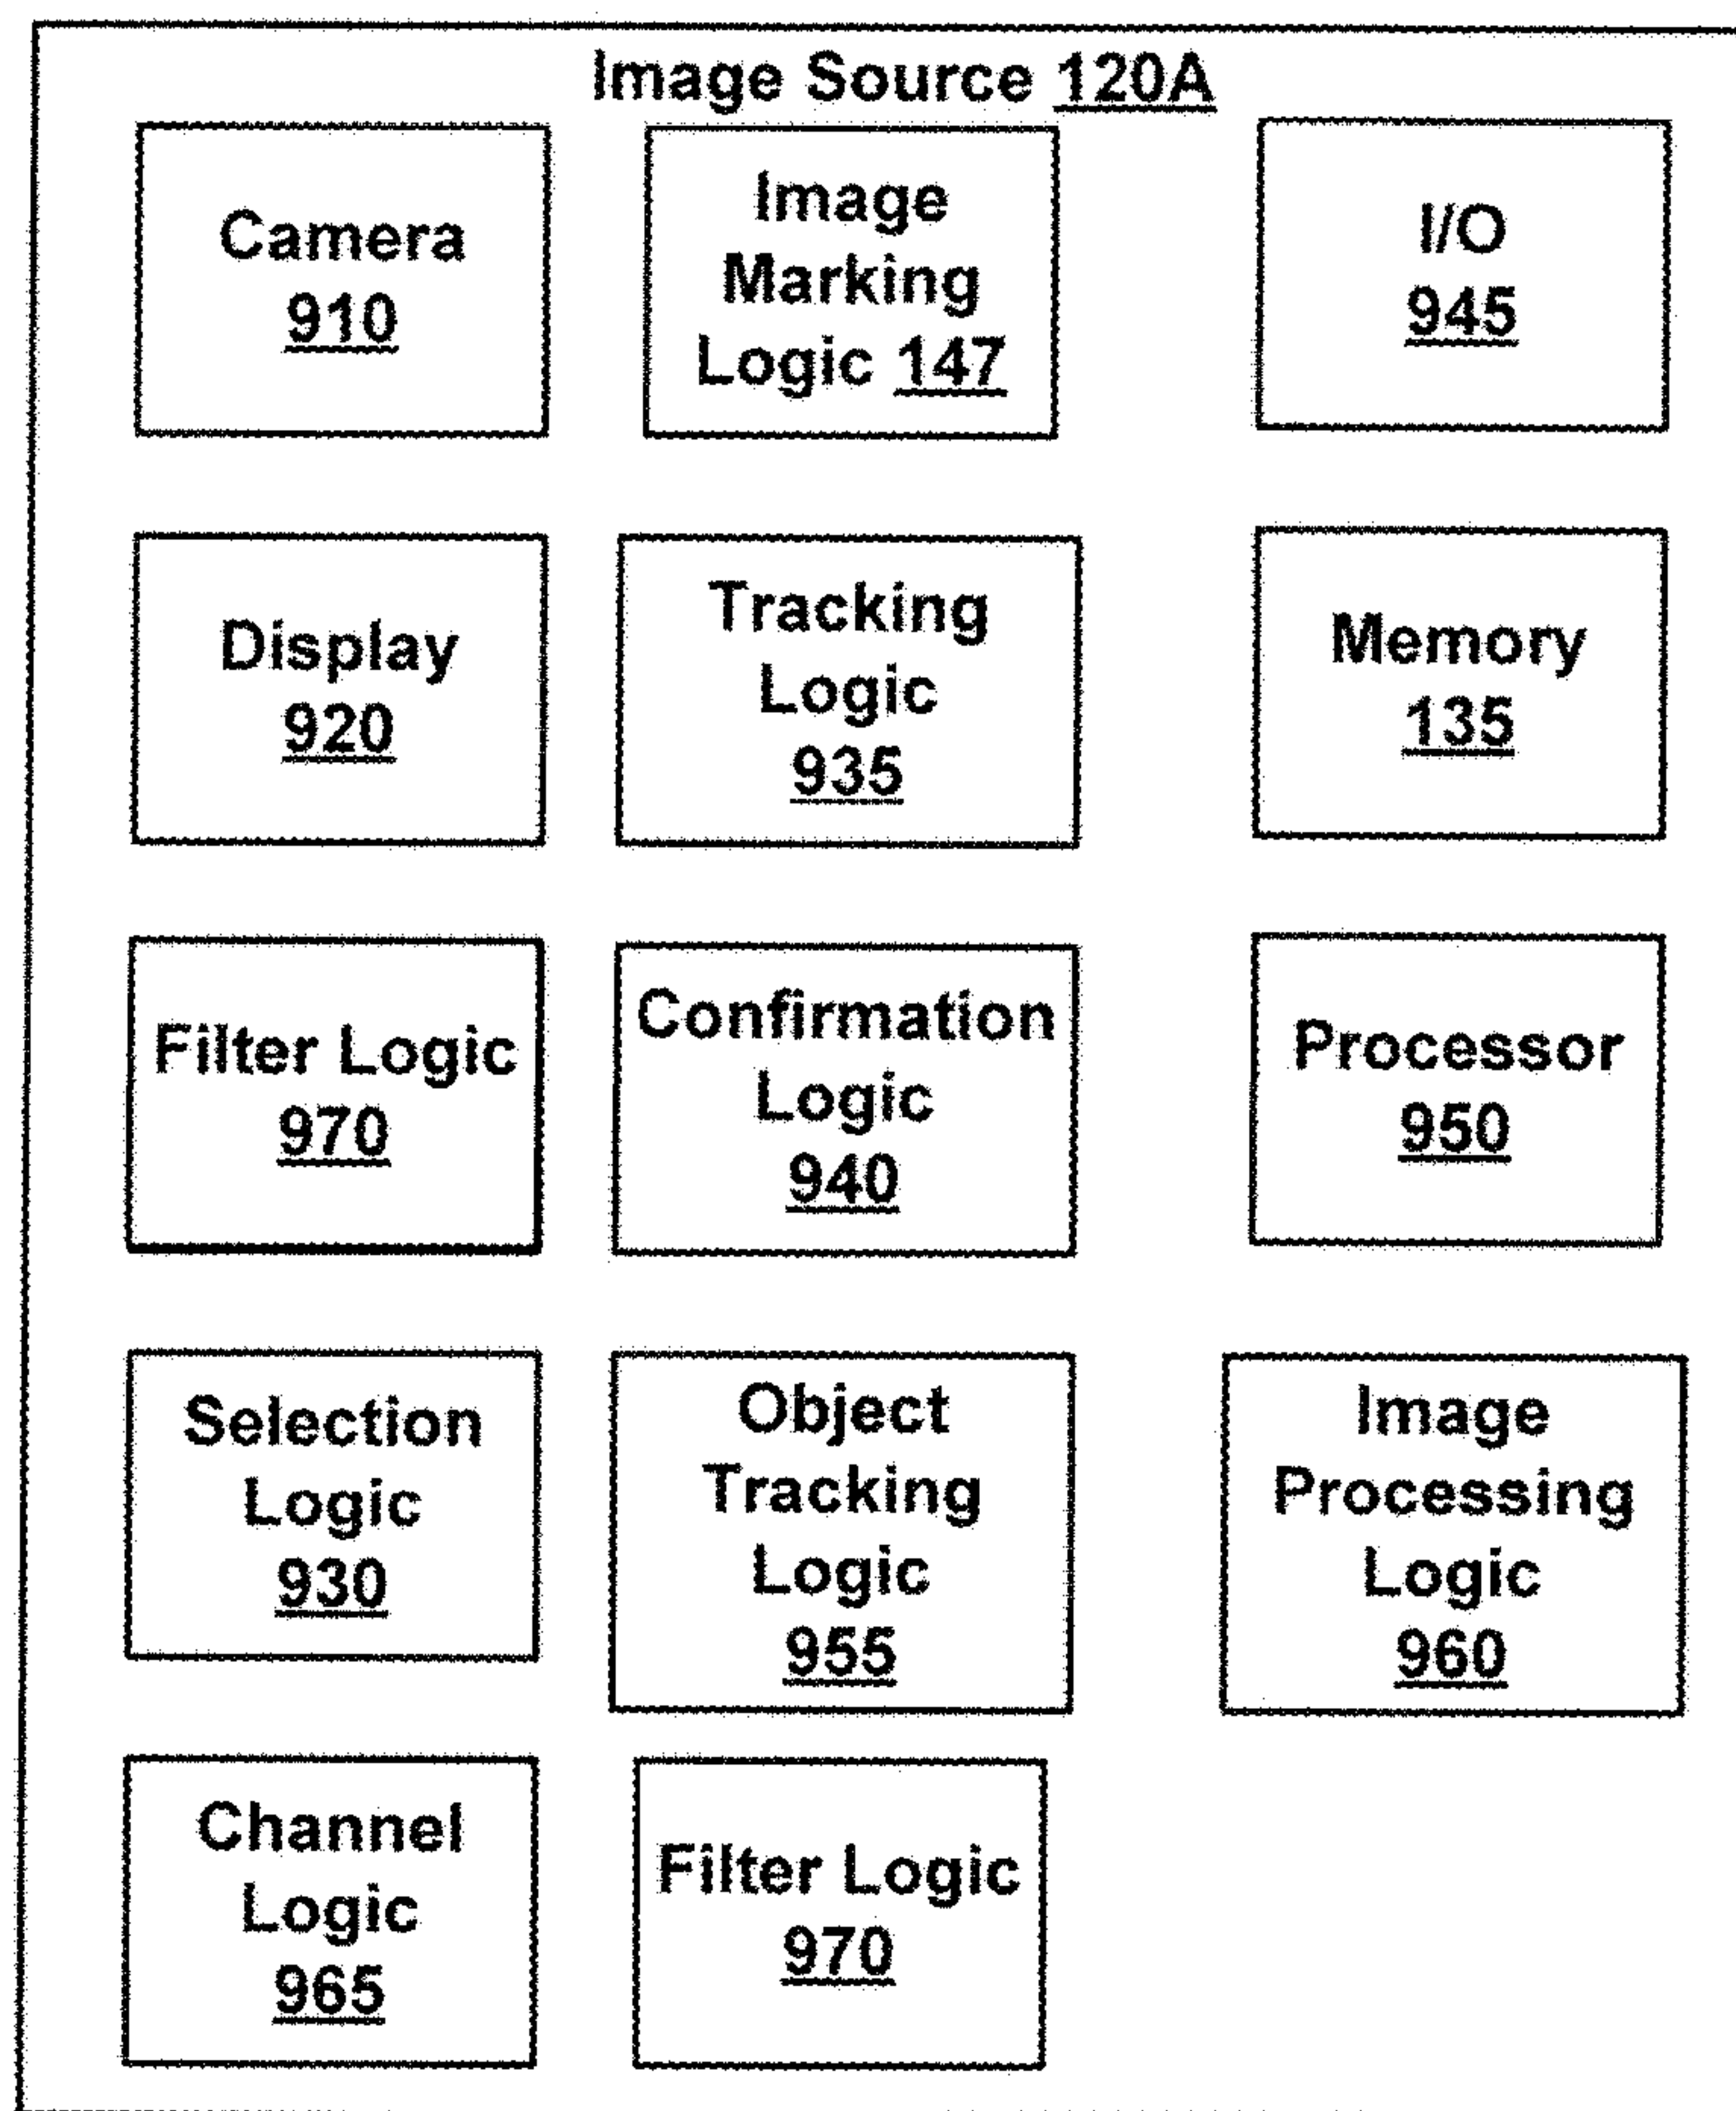 Image Source 120A
Camera
910
Image
Marking
Logic 147
I/O
945
Display
920
Tracking
Logic
935
Memory
135
Filter Logic
970
Confirmation
Logic
940
Processor
950
Selection
Logic
930
Object
Tracking
Logic
955
Image
Processing
Logic
960
Channel
Logic
965
Filter Logic
970